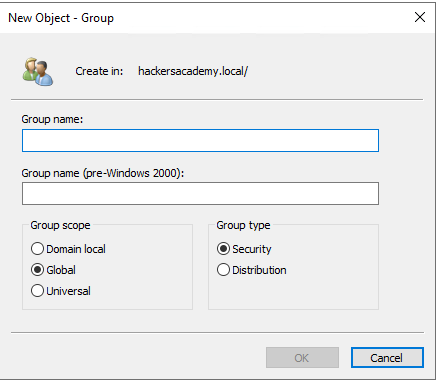 New Object - Group
Create in: hackersacademy.local/
Group name:
Group name (pre-Windows 2000):
Group scope
Domain local
Global
Universal
Group type
Security
Distribution
OK
Cancel